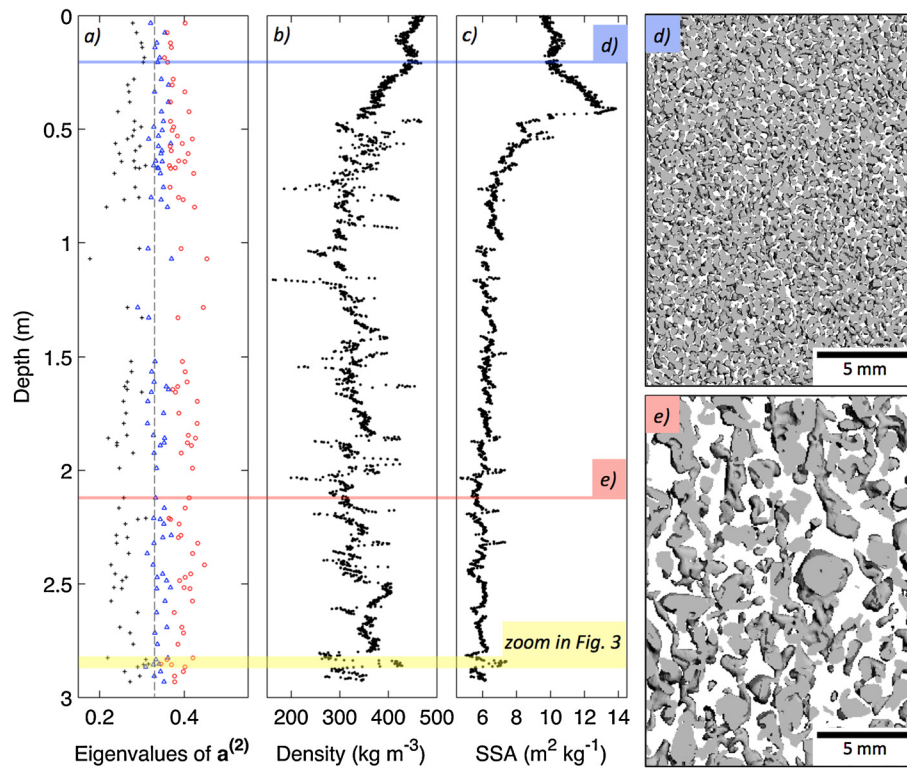 a)
b)
c)
d)
0
0.5
1
1.5
2
2.5
3
Depth (m)
d)
e)
zoom in Fig. 3
0.2 0.4
200 300 400 500
6 8 10 12 14
Eigenvalues of a(2)
Density (kg m-3)
SSA (m2 kg-1)
5 mm
e)
5 mm